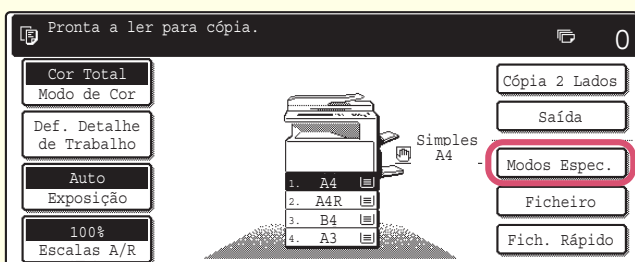 Pronta a ler para cópia.
0
Cor Total
Modo de Cor
Def. Detalhe
de Trabalho
Auto
Exposição
100%
Escalas A/R
1. A4
2. A4R
3. B4
4. A3
Simples
A4
Cópia 2 Lados
Saída
Modos Espec.
Ficheiro
Fich. Rápido